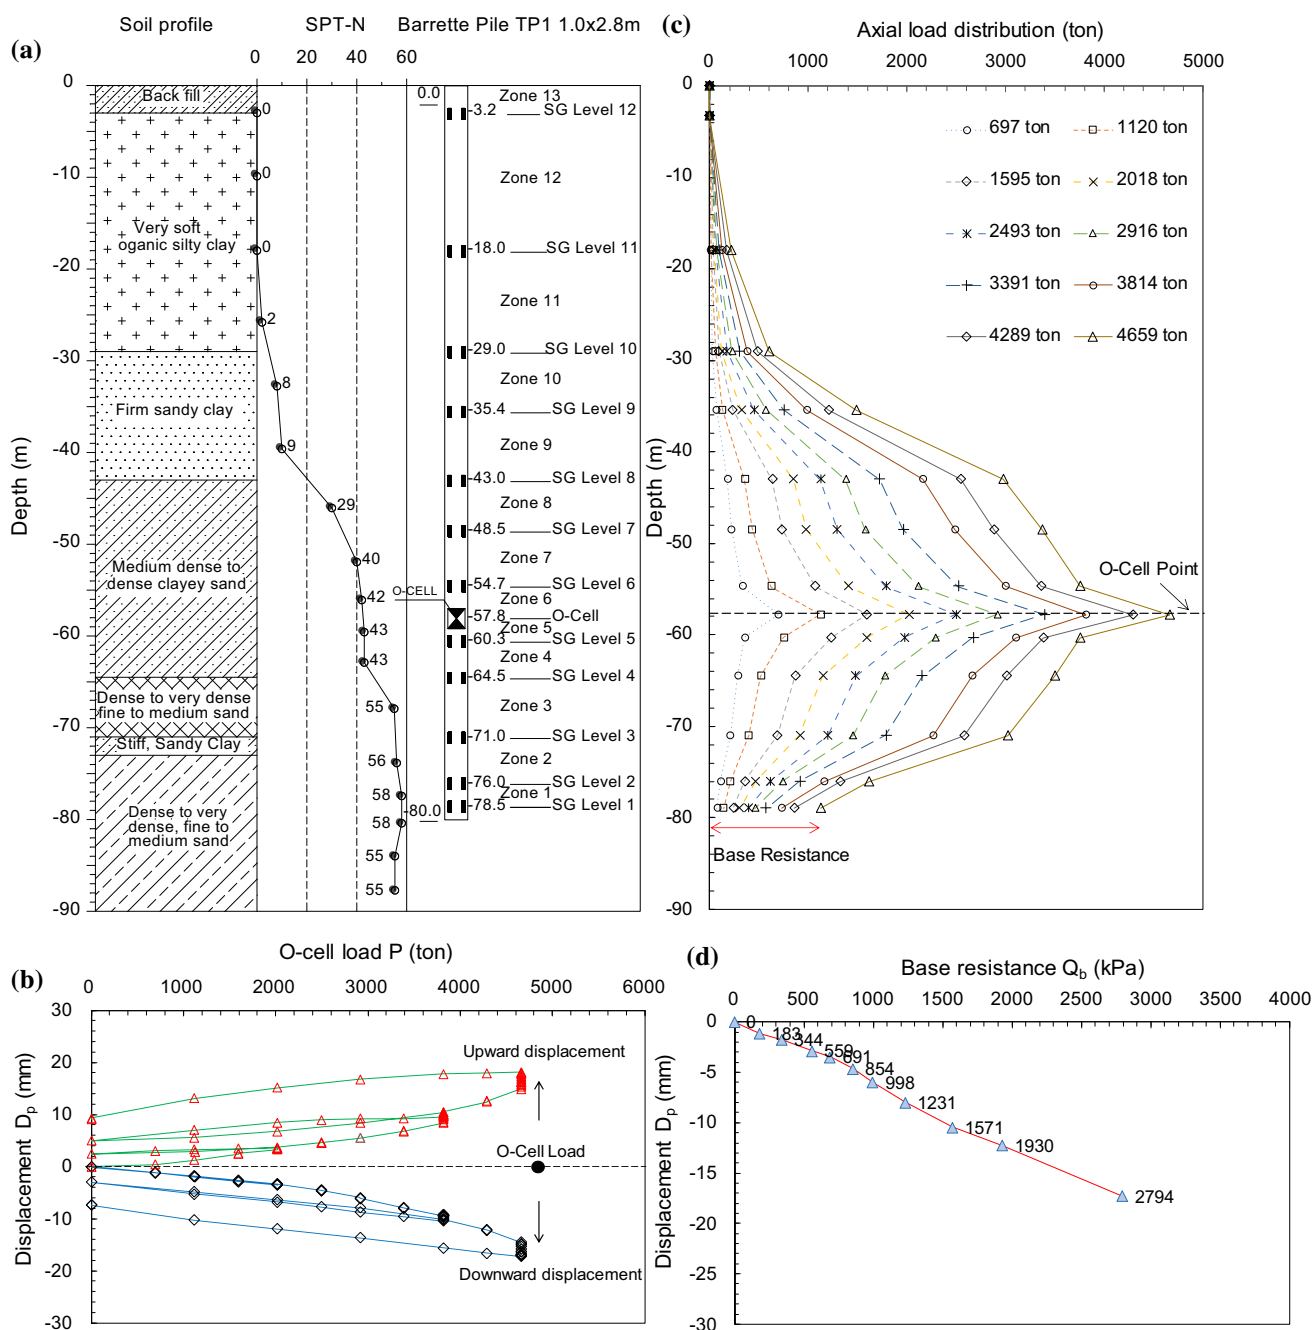 Soil profile SPT-N Barrette Pile TP1 1.0x2.8m
(a)
0 20 40 60
0
-10
-20
-30
-40
-50
-60
-70
-80
-90
Depth (m)
Back fill
Very soft
oganic silty clay
Firm sandy clay
Medium dense to
dense clayey sand
Dense to very dense
fine to medium sand
Stiff, Sandy Clay
Dense to very
dense, fine to
medium sand
0
0
0
2
8
9
29
40
42
43
43
55
56
58
58
55
55
O-CELL
0.0
Zone 13
-3.2 SG Level 12
Zone 12
-18.0 SG Level 11
Zone 11
-29.0 SG Level 10
Zone 10
-35.4 SG Level 9
Zone 9
-43.0 SG Level 8
Zone 8
-48.5 SG Level 7
Zone 7
-54.7 SG Level 6
Zone 6
-57.8 O-Cell
Zone 5
-60.3 SG Level 5
Zone 4
-64.5 SG Level 4
Zone 3
-71.0 SG Level 3
Zone 2
-76.0 SG Level 2
Zone 1
-78.5 SG Level 1
-80.0
(c)
Axial load distribution (ton)
0 1000 2000 3000 4000 5000
0
-10
-20
-30
-40
-50
-60
-70
-80
-90
Depth (m)
697 ton 1120 ton
1595 ton 2018 ton
2493 ton 2916 ton
3391 ton 3814 ton
4289 ton 4659 ton
O-Cell Point
Base Resistance
(b)
O-cell load P (ton)
0 1000 2000 3000 4000 5000 6000
30
20
10
0
-10
-20
-30
Displacement Dₚ (mm)
Upward displacement
O-Cell Load
Downward displacement
(d)
Base resistance Q_b (kPa)
0 500 1000 1500 2000 2500 3000 3500 4000
0
-5
-10
-15
-20
-25
-30
Displacement Dₚ (mm)
0
183
344
559
691
854
998
1231
1571
1930
2794